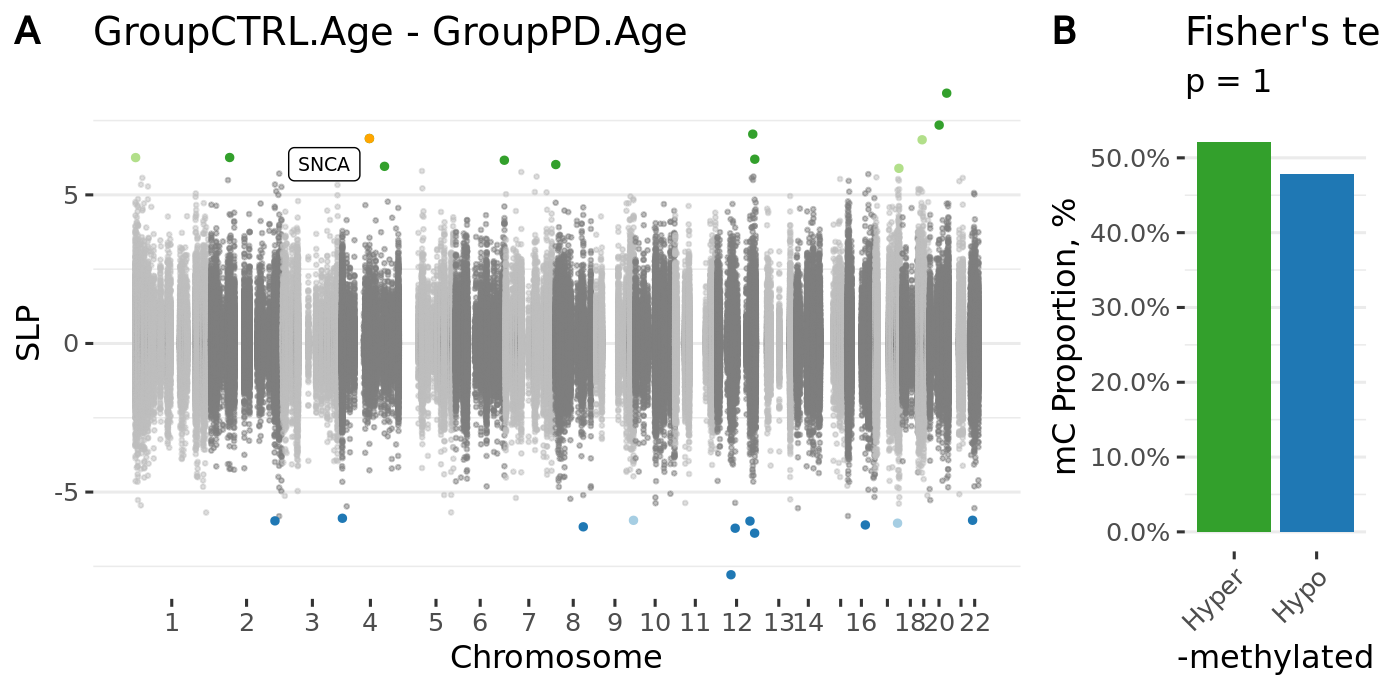 A GroupCTRL.Age - GroupPD.Age
SNCA
5
0
-5
SLP
1 2 3 4 5 6 7 8 9 10 11 12 13 14 16 18 20 22
Chromosome
B Fisher's te
p = 1
50.0%
40.0%
30.0%
20.0%
10.0%
0.0%
mC Proportion, %
Hyper Hypo
-methylated